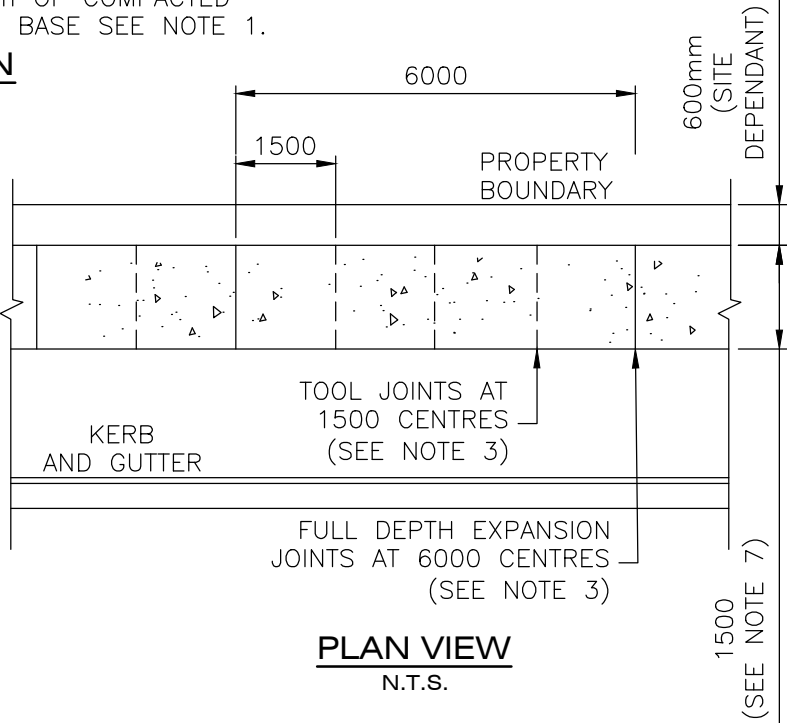 BASE SEE NOTE 1.
N
6000
1500
PROPERTY
BOUNDARY
600mm
(SITE
DEPENDANT)
TOOL JOINTS AT
1500 CENTRES
(SEE NOTE 3)
KERB
AND GUTTER
FULL DEPTH EXPANSION
JOINTS AT 6000 CENTRES
(SEE NOTE 3)
1500
(SEE NOTE 7)
PLAN VIEW
N.T.S.